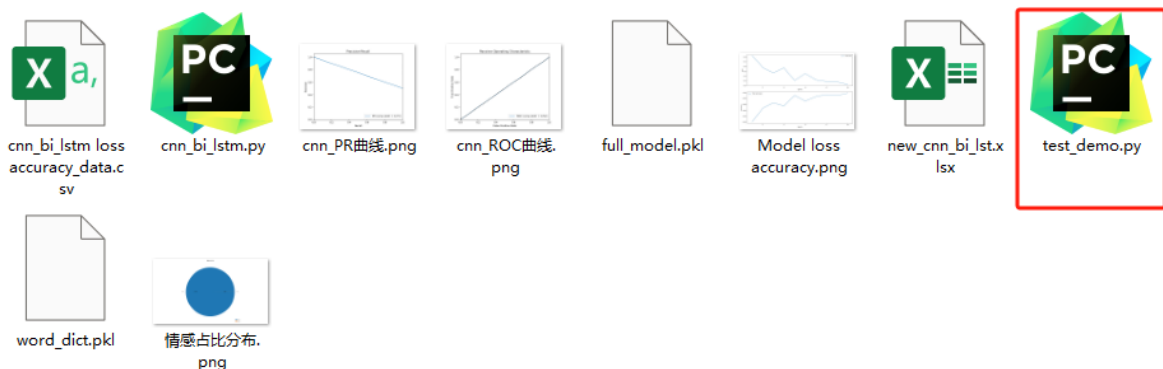 X a,
PC
X
PC
cnn_bi_lstm loss
accuracy_data.c
sv
cnn_bi_lstm.py
cnn_PR曲线.png
cnn_ROC曲线.
png
full_model.pkl
Model loss
accuracy.png
new_cnn_bi_lst.x
lsx
test_demo.py
word_dict.pkl
情感占比分布.
png